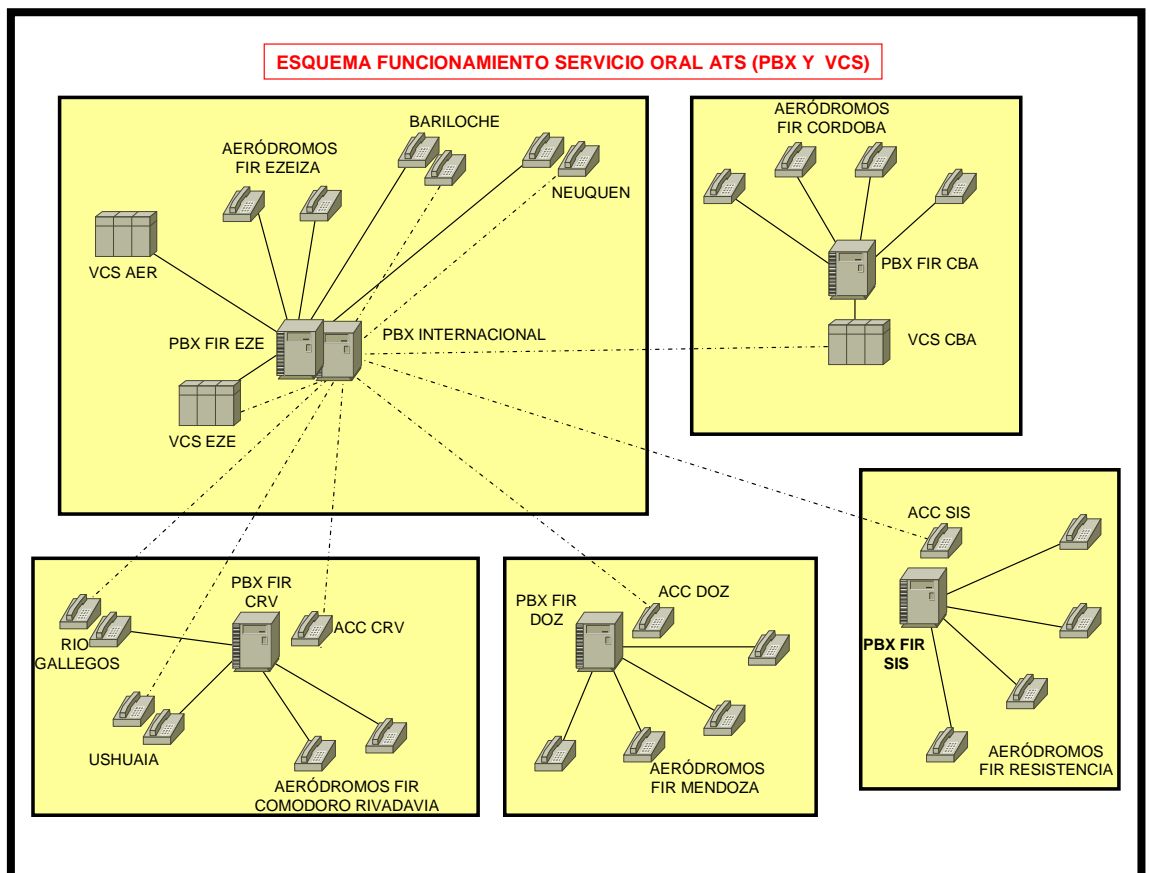 ESQUEMA FUNCIONAMIENTO SERVICIO ORAL ATS (PBX Y VCS)
BARILOCHE
AERÓDROMOS
FIR EZEIZA
NEUQUEN
VCS AER
PBX FIR EZE
PBX INTERNACIONAL
VCS EZE
AERÓDROMOS
FIR CORDOBA
PBX FIR CBA
VCS CBA
PBX FIR
CRV
ACC CRV
RIO
GALLEGOS
USHUAIA
AERÓDROMOS FIR
COMODORO RIVADAVIA
ACC DOZ
PBX FIR
DOZ
AERÓDROMOS
FIR MENDOZA
ACC SIS
PBX FIR
SIS
AERÓDROMOS
FIR RESISTENCIA